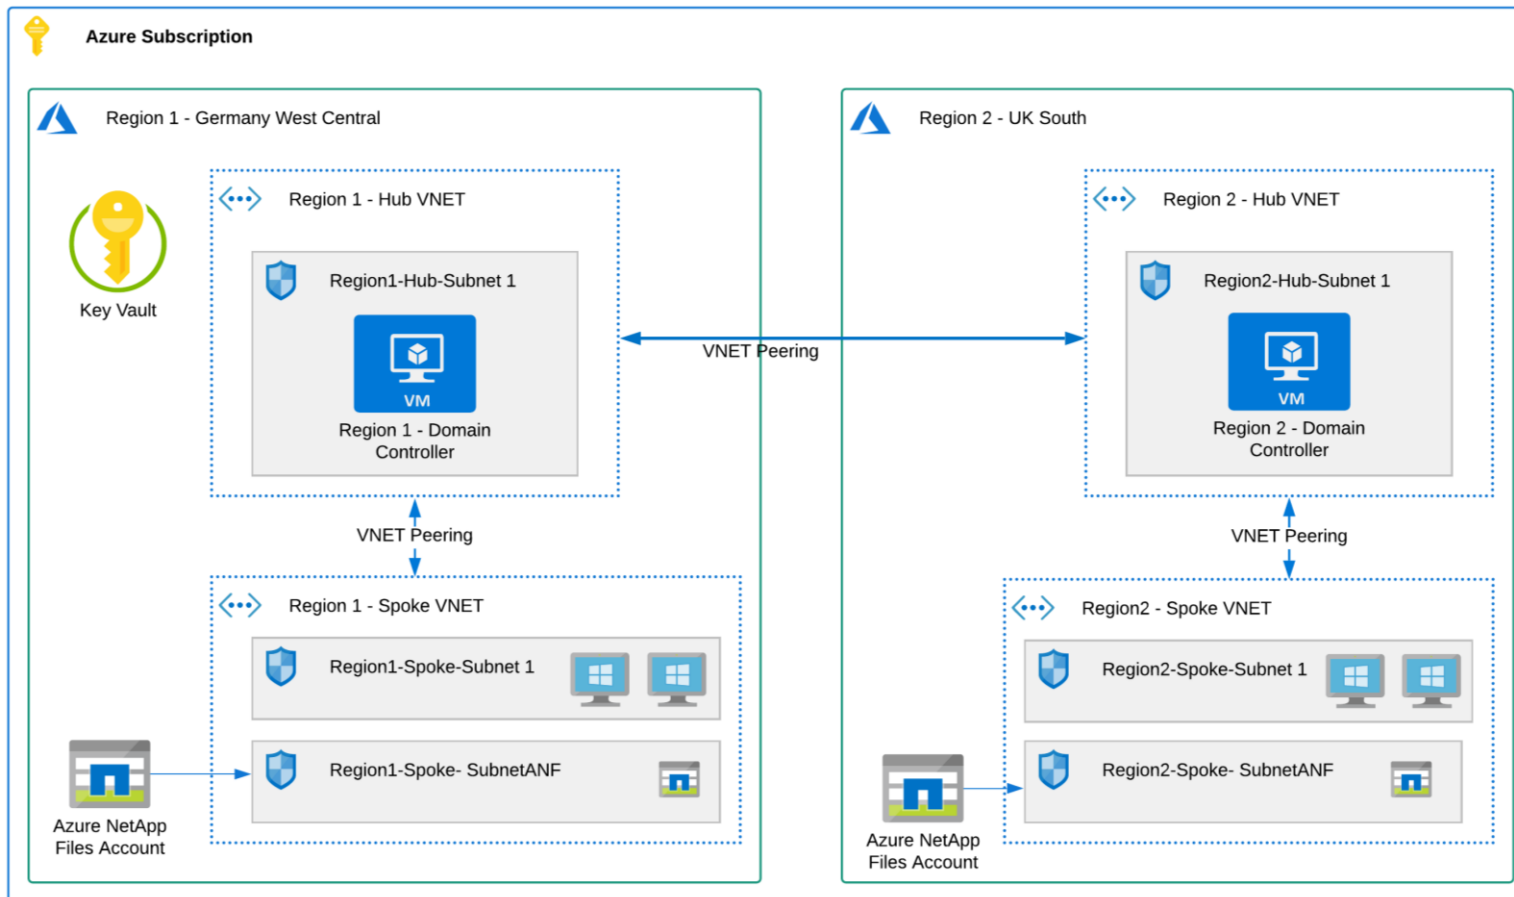 Azure Subscription
Region 1 - Germany West Central
Region 1 - Hub VNET
Key Vault
Region1-Hub-Subnet 1
VM
Region 1 - Domain
Controller
VNET Peering
Region 1 - Spoke VNET
Region1-Spoke-Subnet 1
Region1-Spoke- SubnetANF
Azure NetApp
Files Account
VNET Peering
Region 2 - UK South
Region 2 - Hub VNET
Region2-Hub-Subnet 1
VM
Region 2 - Domain
Controller
VNET Peering
Region2 - Spoke VNET
Region2-Spoke-Subnet 1
Region2-Spoke- SubnetANF
Azure NetApp
Files Account